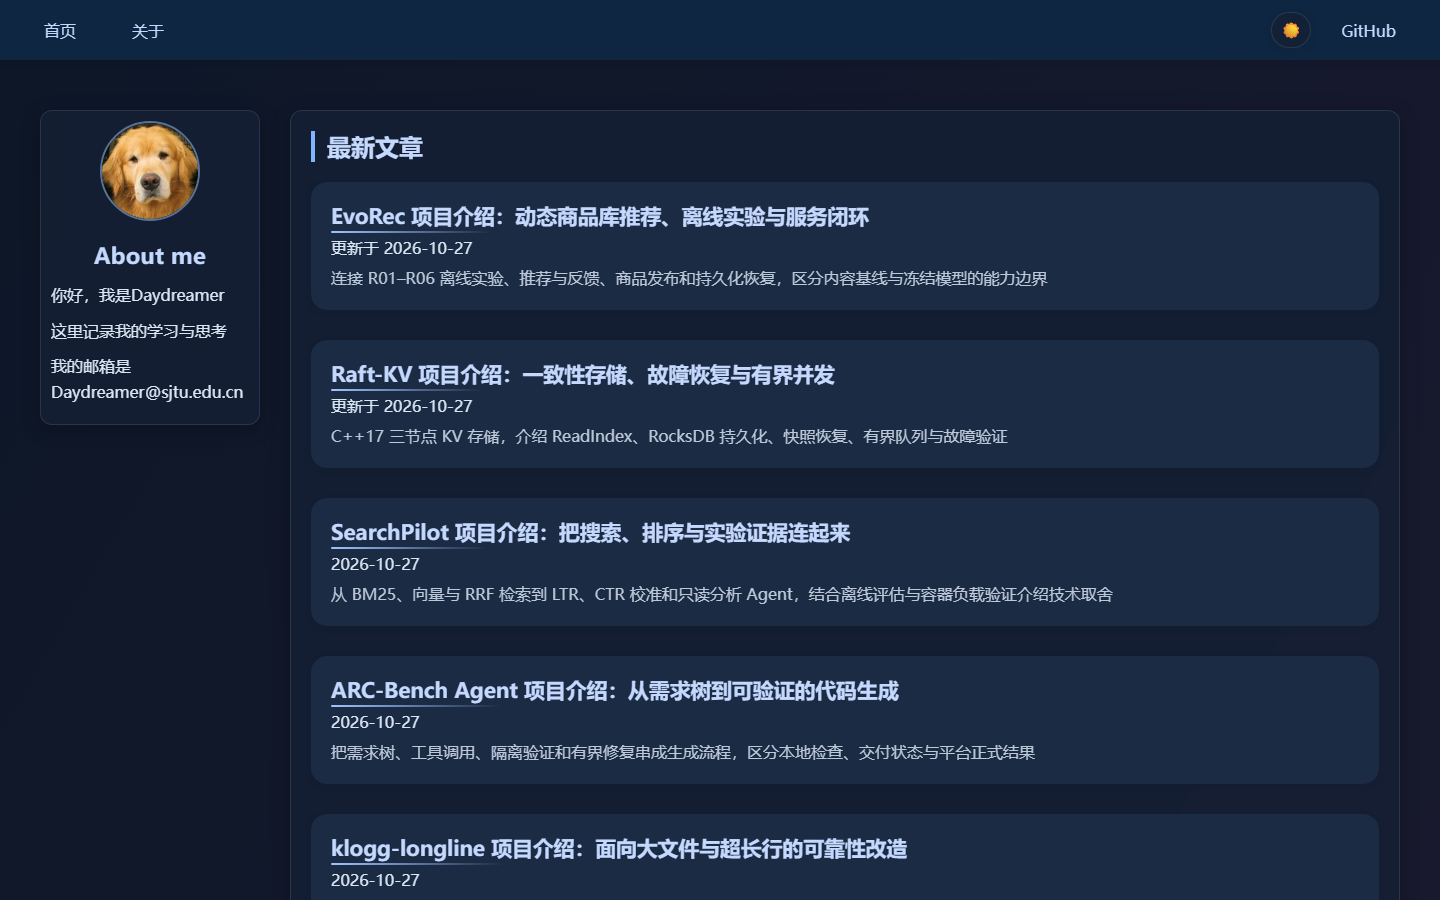 首页 关于 GitHub
About me
你好，我是Daydreamer
这里记录我的学习与思考
我的邮箱是
Daydreamer@sjtu.edu.cn
最新文章
EvoRec 项目介绍：动态商品库推荐、离线实验与服务闭环
更新于 2026-10-27
连接 R01–R06 离线实验、推荐与反馈、商品发布和持久化恢复，区分内容基线与冻结模型的能力边界
Raft-KV 项目介绍：一致性存储、故障恢复与有界并发
更新于 2026-10-27
C++17 三节点 KV 存储，介绍 ReadIndex、RocksDB 持久化、快照恢复、有界队列与故障验证
SearchPilot 项目介绍：把搜索、排序与实验证据连起来
2026-10-27
从 BM25、向量与 RRF 检索到 LTR、CTR 校准和只读分析 Agent，结合离线评估与容器负载验证介绍技术取舍
ARC-Bench Agent 项目介绍：从需求树到可验证的代码生成
2026-10-27
把需求树、工具调用、隔离验证和有界修复串成生成流程，区分本地检查、交付状态与平台正式结果
klogg-longline 项目介绍：面向大文件与超长行的可靠性改造
2026-10-27